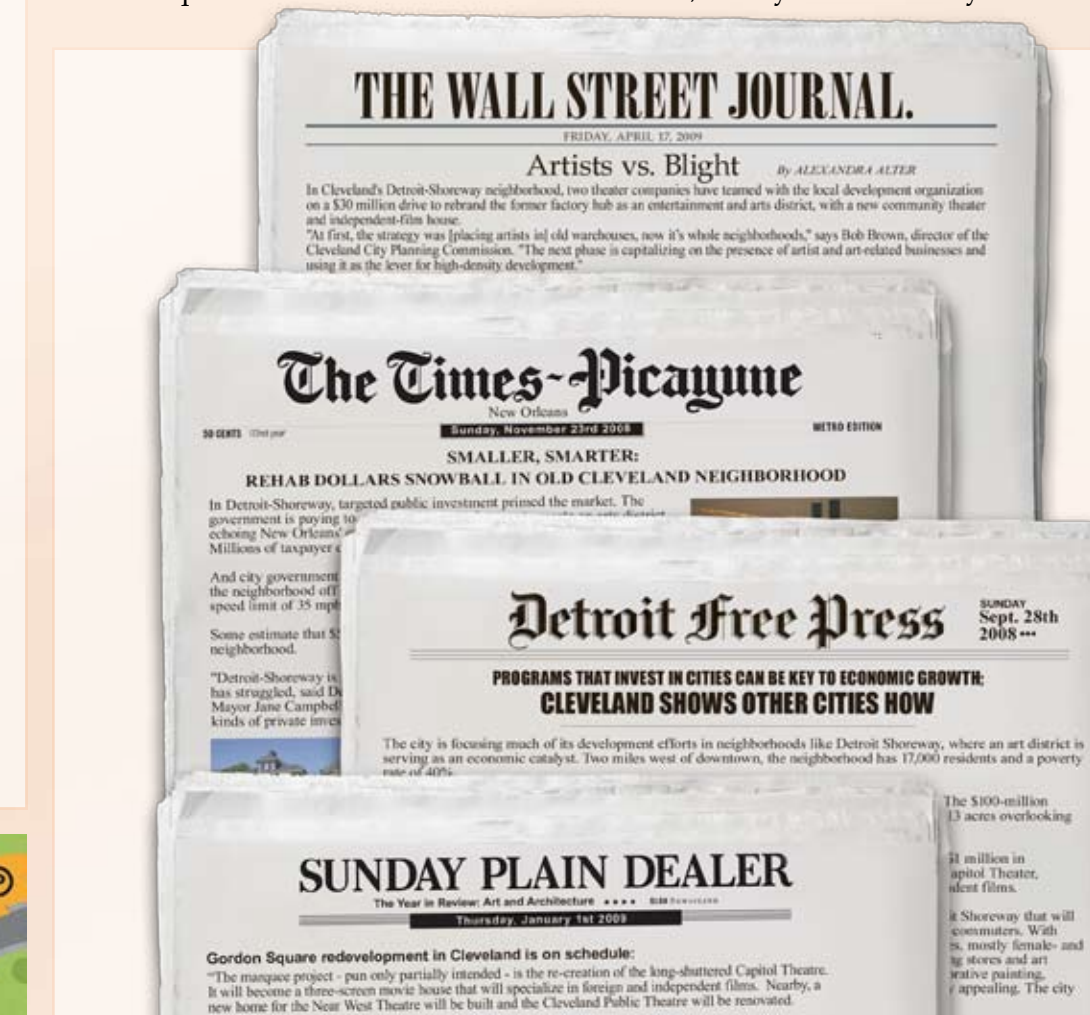 THE WALL STREET JOURNAL.
FRIDAY, APRIL 17, 2009
Artists vs. Blight By ALEXANDRA ALTER
In Cleveland's Detroit-Shoreway neighborhood, two theater companies have teamed with the local development organization
on a $30 million drive to rebrand the former factory hub as an entertainment and arts district, with a new community theater
and independent-film house.
"At first, the strategy was [placing artists in] old warehouses, now it's whole neighborhoods," says Bob Brown, director of the
Cleveland City Planning Commission. "The next phase is capitalizing on the presence of artist and art-related businesses and
using it as the lever for high-density development."
The Times-Picayune
New Orleans
50 CENTS
Sunday, November 23rd 2008
METRO EDITION
SMALLER, SMARTER:
REHAB DOLLARS SNOWBALL IN OLD CLEVELAND NEIGHBORHOOD
In Detroit-Shoreway, targeted public investment primed the market. The
government is paying to arts district
echoing New Orleans'
Millions of taxpayer
And city government
the neighborhood off
speed limit of 35 mph
Some estimate that
neighborhood.
"Detroit-Shoreway is
has struggled, said
Mayor Jane Campbell
kinds of private
Detroit Free Press
SUNDAY
Sept. 28th
2008
PROGRAMS THAT INVEST IN CITIES CAN BE KEY TO ECONOMIC GROWTH;
CLEVELAND SHOWS OTHER CITIES HOW
The city is focusing much of its development efforts in neighborhoods like Detroit Shoreway, where an art district is
serving as an economic catalyst. Two miles west of downtown, the neighborhood has 17,000 residents and a poverty
rate of 40%
The $100-million
13 acres overlooking
million in
apitol Theater,
dent films.
Shoreway that will
commuters. With
mostly female- and
stores and art
painting,
appealing. The city
SUNDAY PLAIN DEALER
The Year in Review: Art and Architecture
Thursday, January 1st 2009
Gordon Square redevelopment in Cleveland is on schedule:
"The marquee project - pun only partially intended - is the re-creation of the long-shuttered Capitol Theatre.
It will become a three-screen movie house that will specialize in foreign and independent films. Nearby, a
new home for the Near West Theatre will be built and the Cleveland Public Theatre will be renovated.